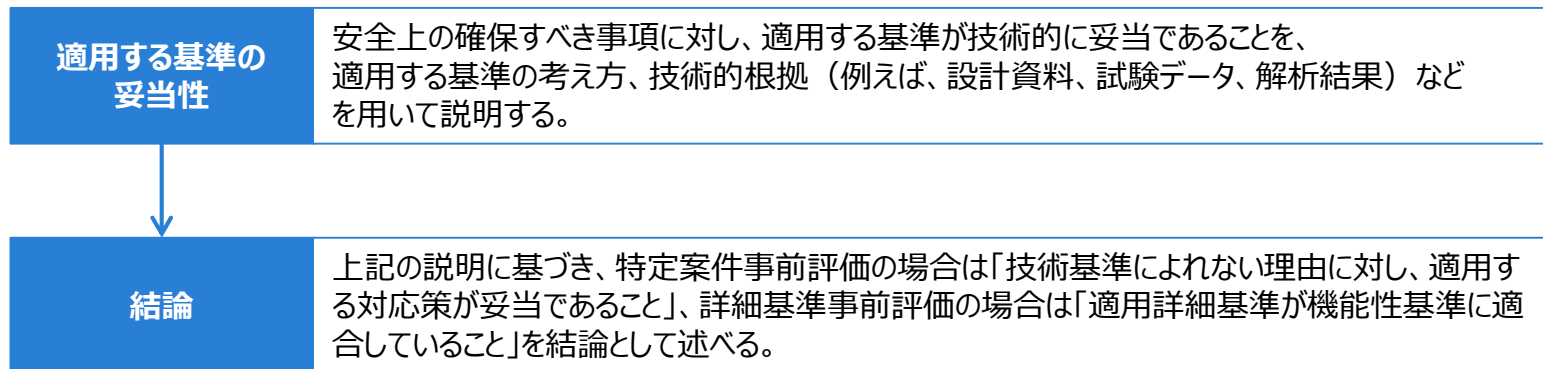 適用する基準の
妥当性
安全上の確保すべき事項に対し、適用する基準が技術的に妥当であることを、
適用する基準の考え方、技術的根拠（例えば、設計資料、試験データ、解析結果）など
を用いて説明する。
結論
上記の説明に基づき、特定案件事前評価の場合は「技術基準によれない理由に対し、適用す
る対応策が妥当であること」、詳細基準事前評価の場合は「適用詳細基準が機能性基準に適
合していること」を結論として述べる。